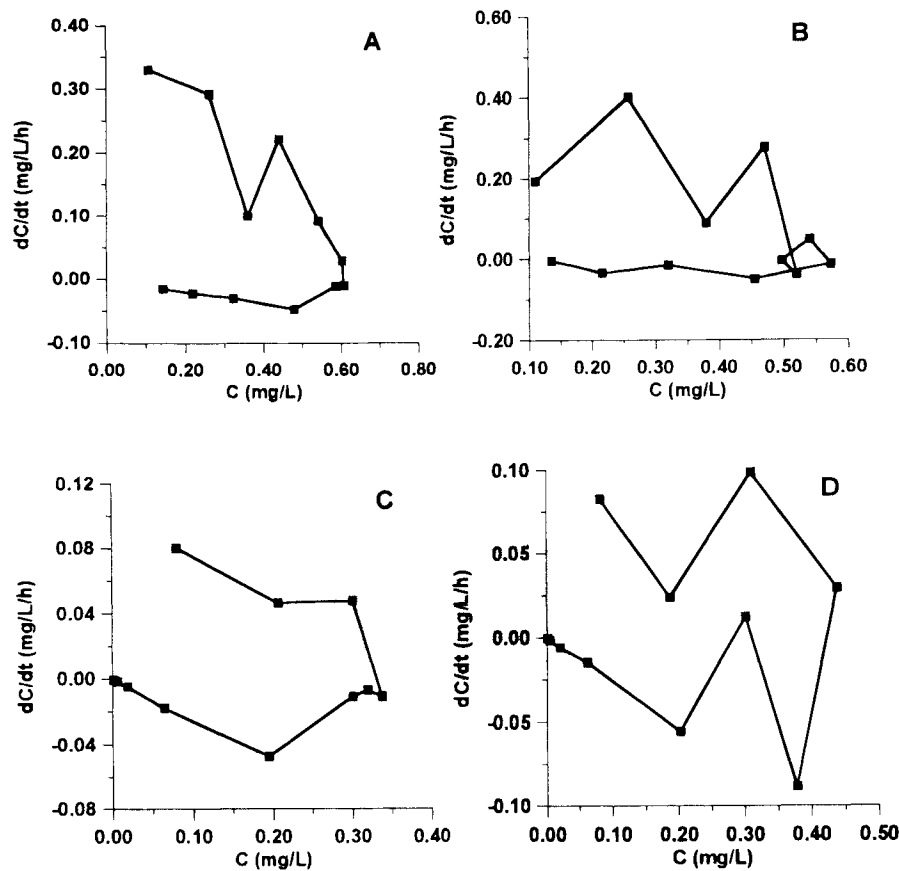 A
0.40
0.30
0.20
0.10
0.00
-0.10
dC/dt (mg/L/h)
0.00 0.20 0.40 0.60 0.80
C (mg/L)
B
0.60
0.40
0.20
0.00
-0.20
dC/dt (mg/L/h)
0.10 0.20 0.30 0.40 0.50 0.60
C (mg/L)
C
0.12
0.08
0.04
0.00
-0.04
-0.08
dC/dt (mg/L/h)
0.00 0.10 0.20 0.30 0.40
C (mg/L)
D
0.10
0.05
0.00
-0.05
-0.10
dC/dt (mg/L/h)
0.00 0.10 0.20 0.30 0.40 0.50
C (mg/L)